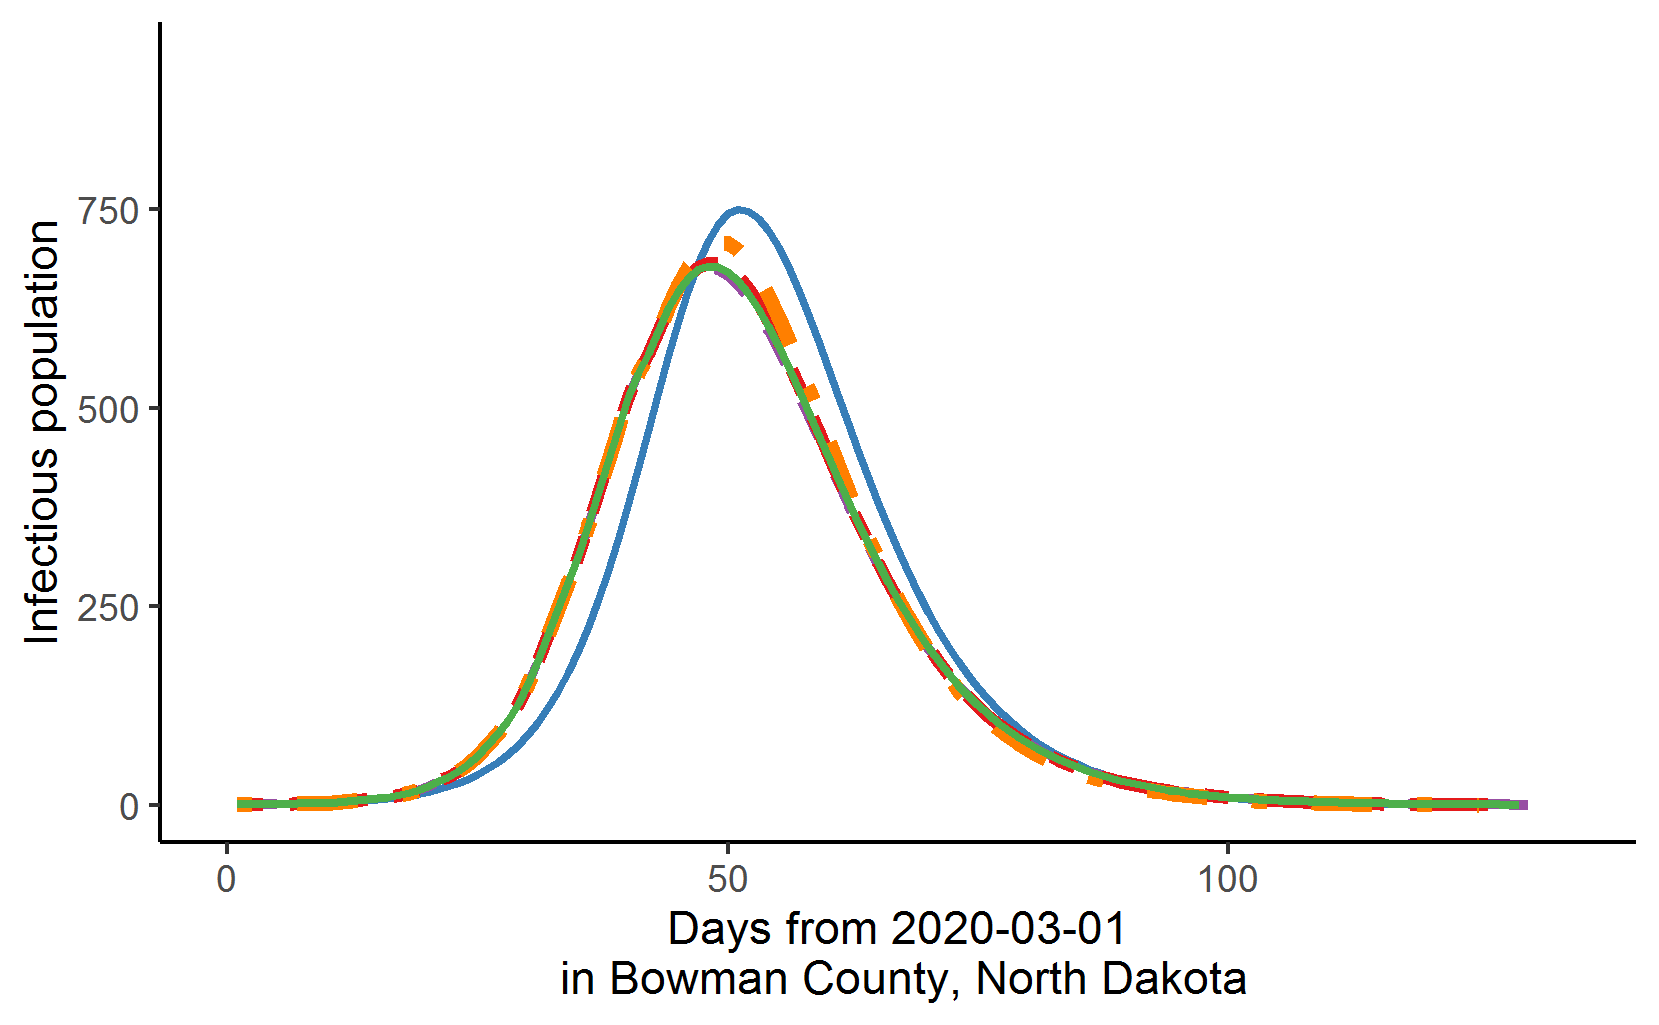 Infectious population
750
500
250
0
0
50
100
Days from 2020-03-01
in Bowman County, North Dakota